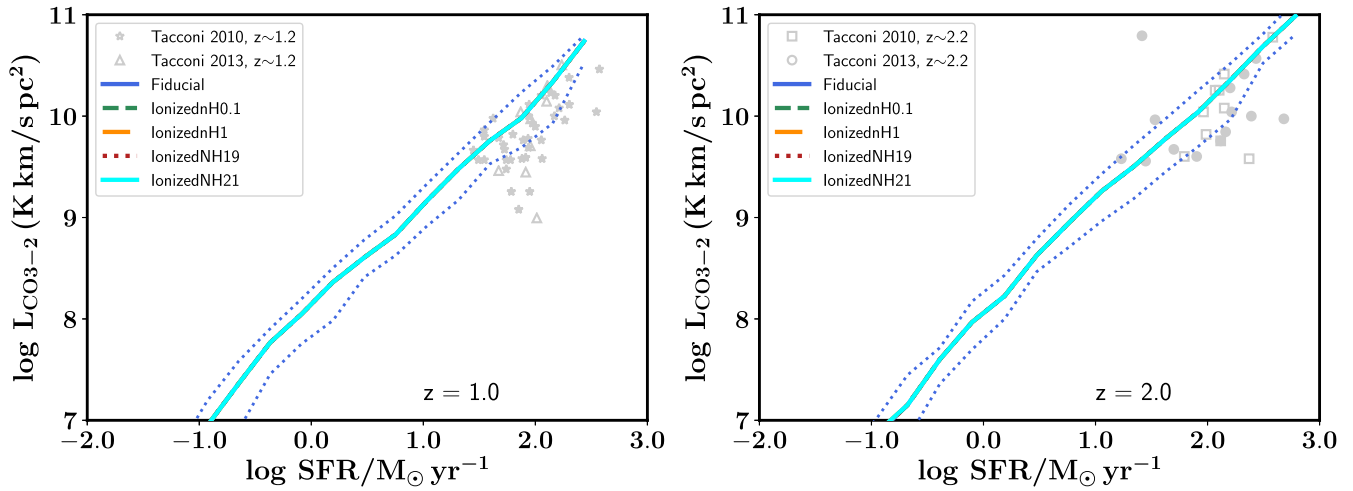 11
10
9
8
7
−2.0
−1.0
0.0
1.0
2.0
3.0
log L_CO3−2 (K km/s pc²)
log SFR/M_⊙ yr⁻¹
Tacconi 2010, z~1.2
Tacconi 2013, z~1.2
Fiducial
IonizednH0.1
IonizednH1
IonizedNH19
IonizedNH21
z = 1.0
11
10
9
8
7
−2.0
−1.0
0.0
1.0
2.0
3.0
log L_CO3−2 (K km/s pc²)
log SFR/M_⊙ yr⁻¹
Tacconi 2010, z~2.2
Tacconi 2013, z~2.2
Fiducial
IonizednH0.1
IonizednH1
IonizedNH19
IonizedNH21
z = 2.0